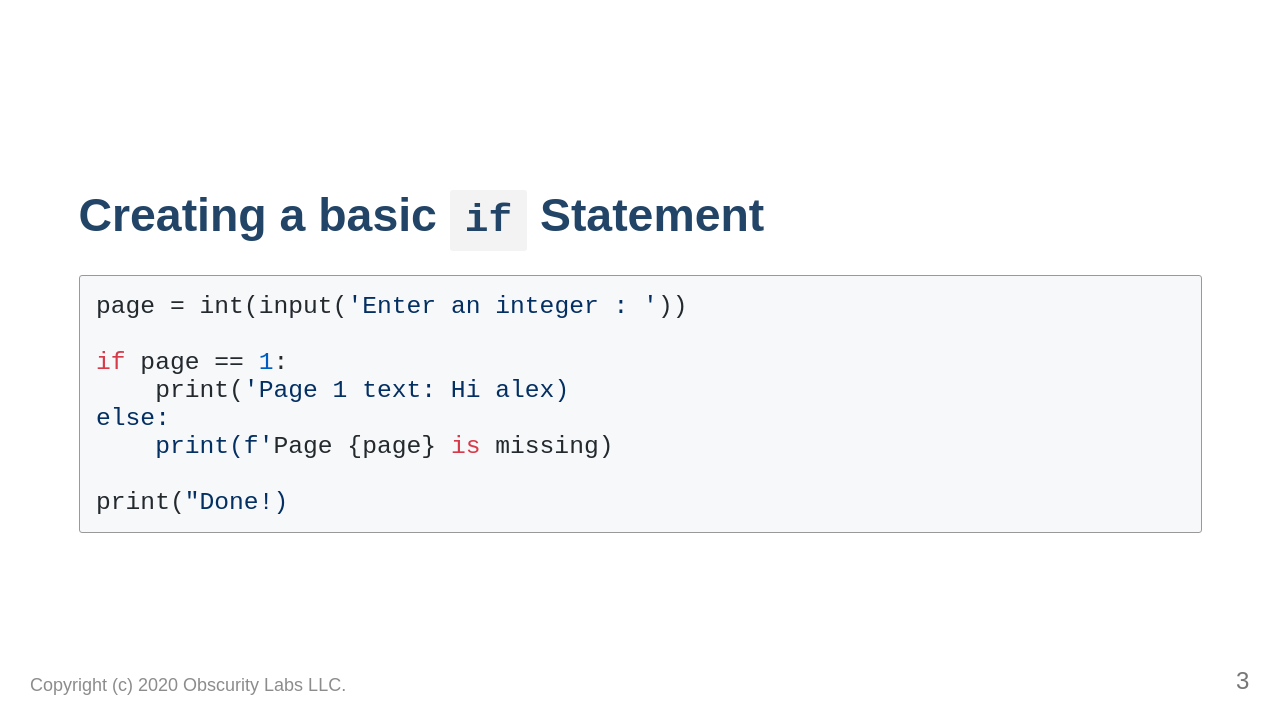 Creating a basic if Statement
page = int(input('Enter an integer : '))
if page == 1:
    print('Page 1 text: Hi alex)
else:
    print(f'Page {page} is missing)
print("Done!)
Copyright (c) 2020 Obscurity Labs LLC.
3